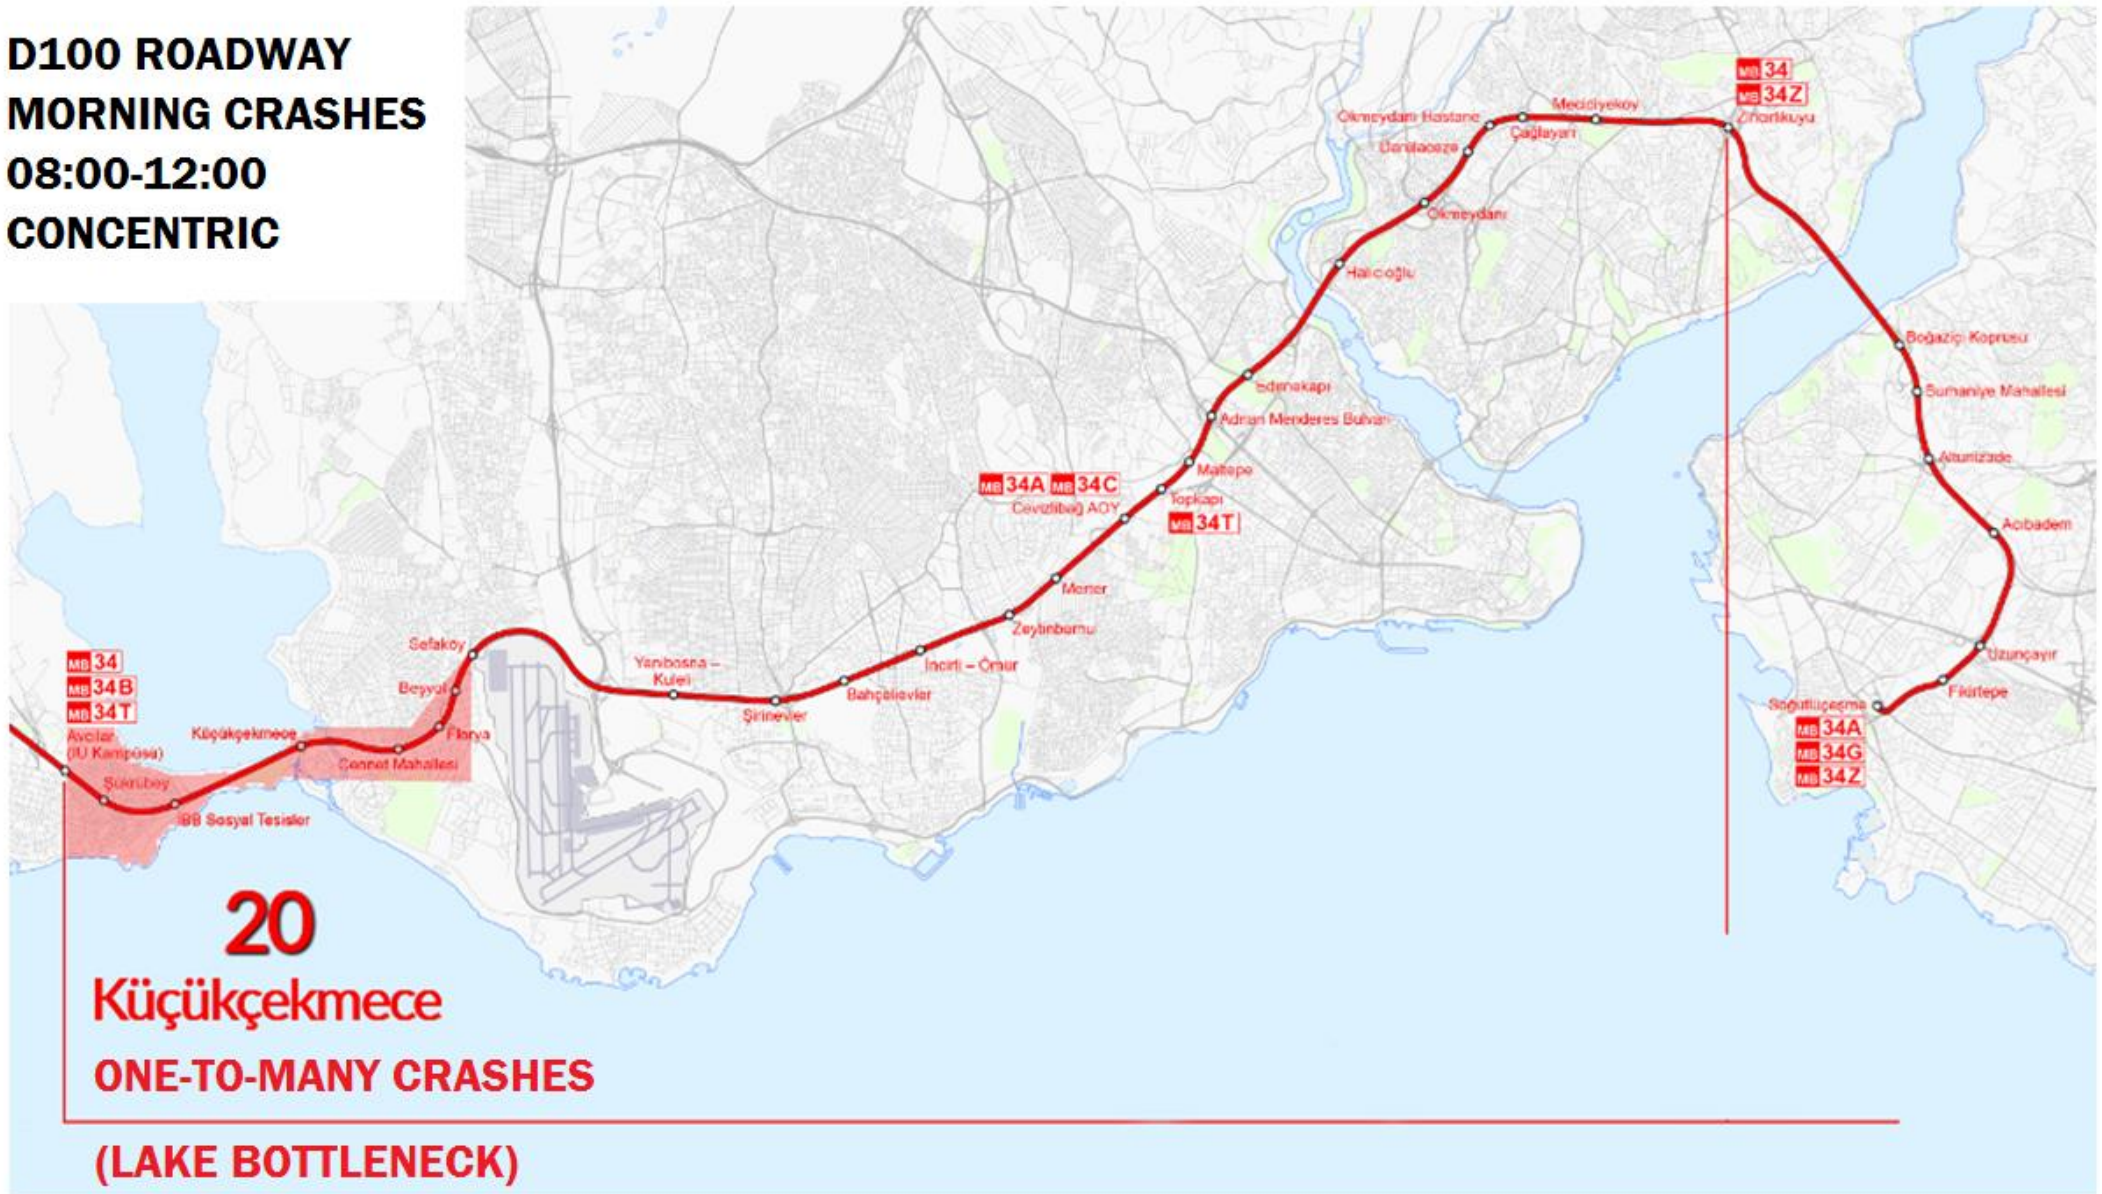 D100 ROADWAY
MORNING CRASHES
08:00-12:00
CONCENTRIC
MB 34
MB 34Z
Zincirlikuyu
Mecidiyeköy
Çağlayan
Okmeydanı Hastane
Darülaceze
Okmeydanı
Halıcıoğlu
Boğaziçi Köprüsü
Burhaniye Mahallesi
Altunizade
Acıbadem
Uzunçayır
Fikirtepe
Söğütlüçeşme
MB 34A
MB 34G
MB 34Z
Edirnekapı
Adnan Menderes Bulvarı
Maltepe
Topkapı
MB 34T
MB 34A MB 34C
Cevizlibağ AÖY
Merter
Zeytinburnu
İncirli – Ömür
Bahçelievler
Şirinevler
Yenibosna –
Kuleli
Sefaköy
Beşyol
Florya
Cennet Mahallesi
Küçükçekmece
IBB Sosyal Tesisler
Şükrübey
MB 34
MB 34B
MB 34T
Avcılar
(IU Kampüsü)
20
Küçükçekmece
ONE-TO-MANY CRASHES
(LAKE BOTTLENECK)